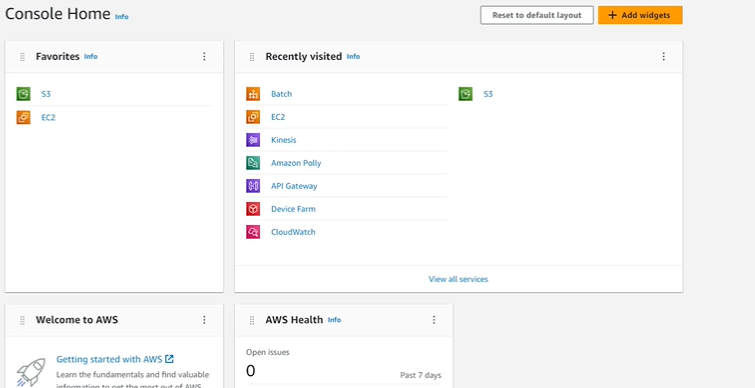 Console Home Info
Reset to default layout
+ Add widgets
Favorites Info
S3
EC2
Recently visited Info
Batch
EC2
Kinesis
Amazon Polly
API Gateway
Device Farm
CloudWatch
S3
View all services
Welcome to AWS
Getting started with AWS
Learn the fundamentals and find valuable
information to get the most out of AWS.
AWS Health Info
Open issues
0
Past 7 days